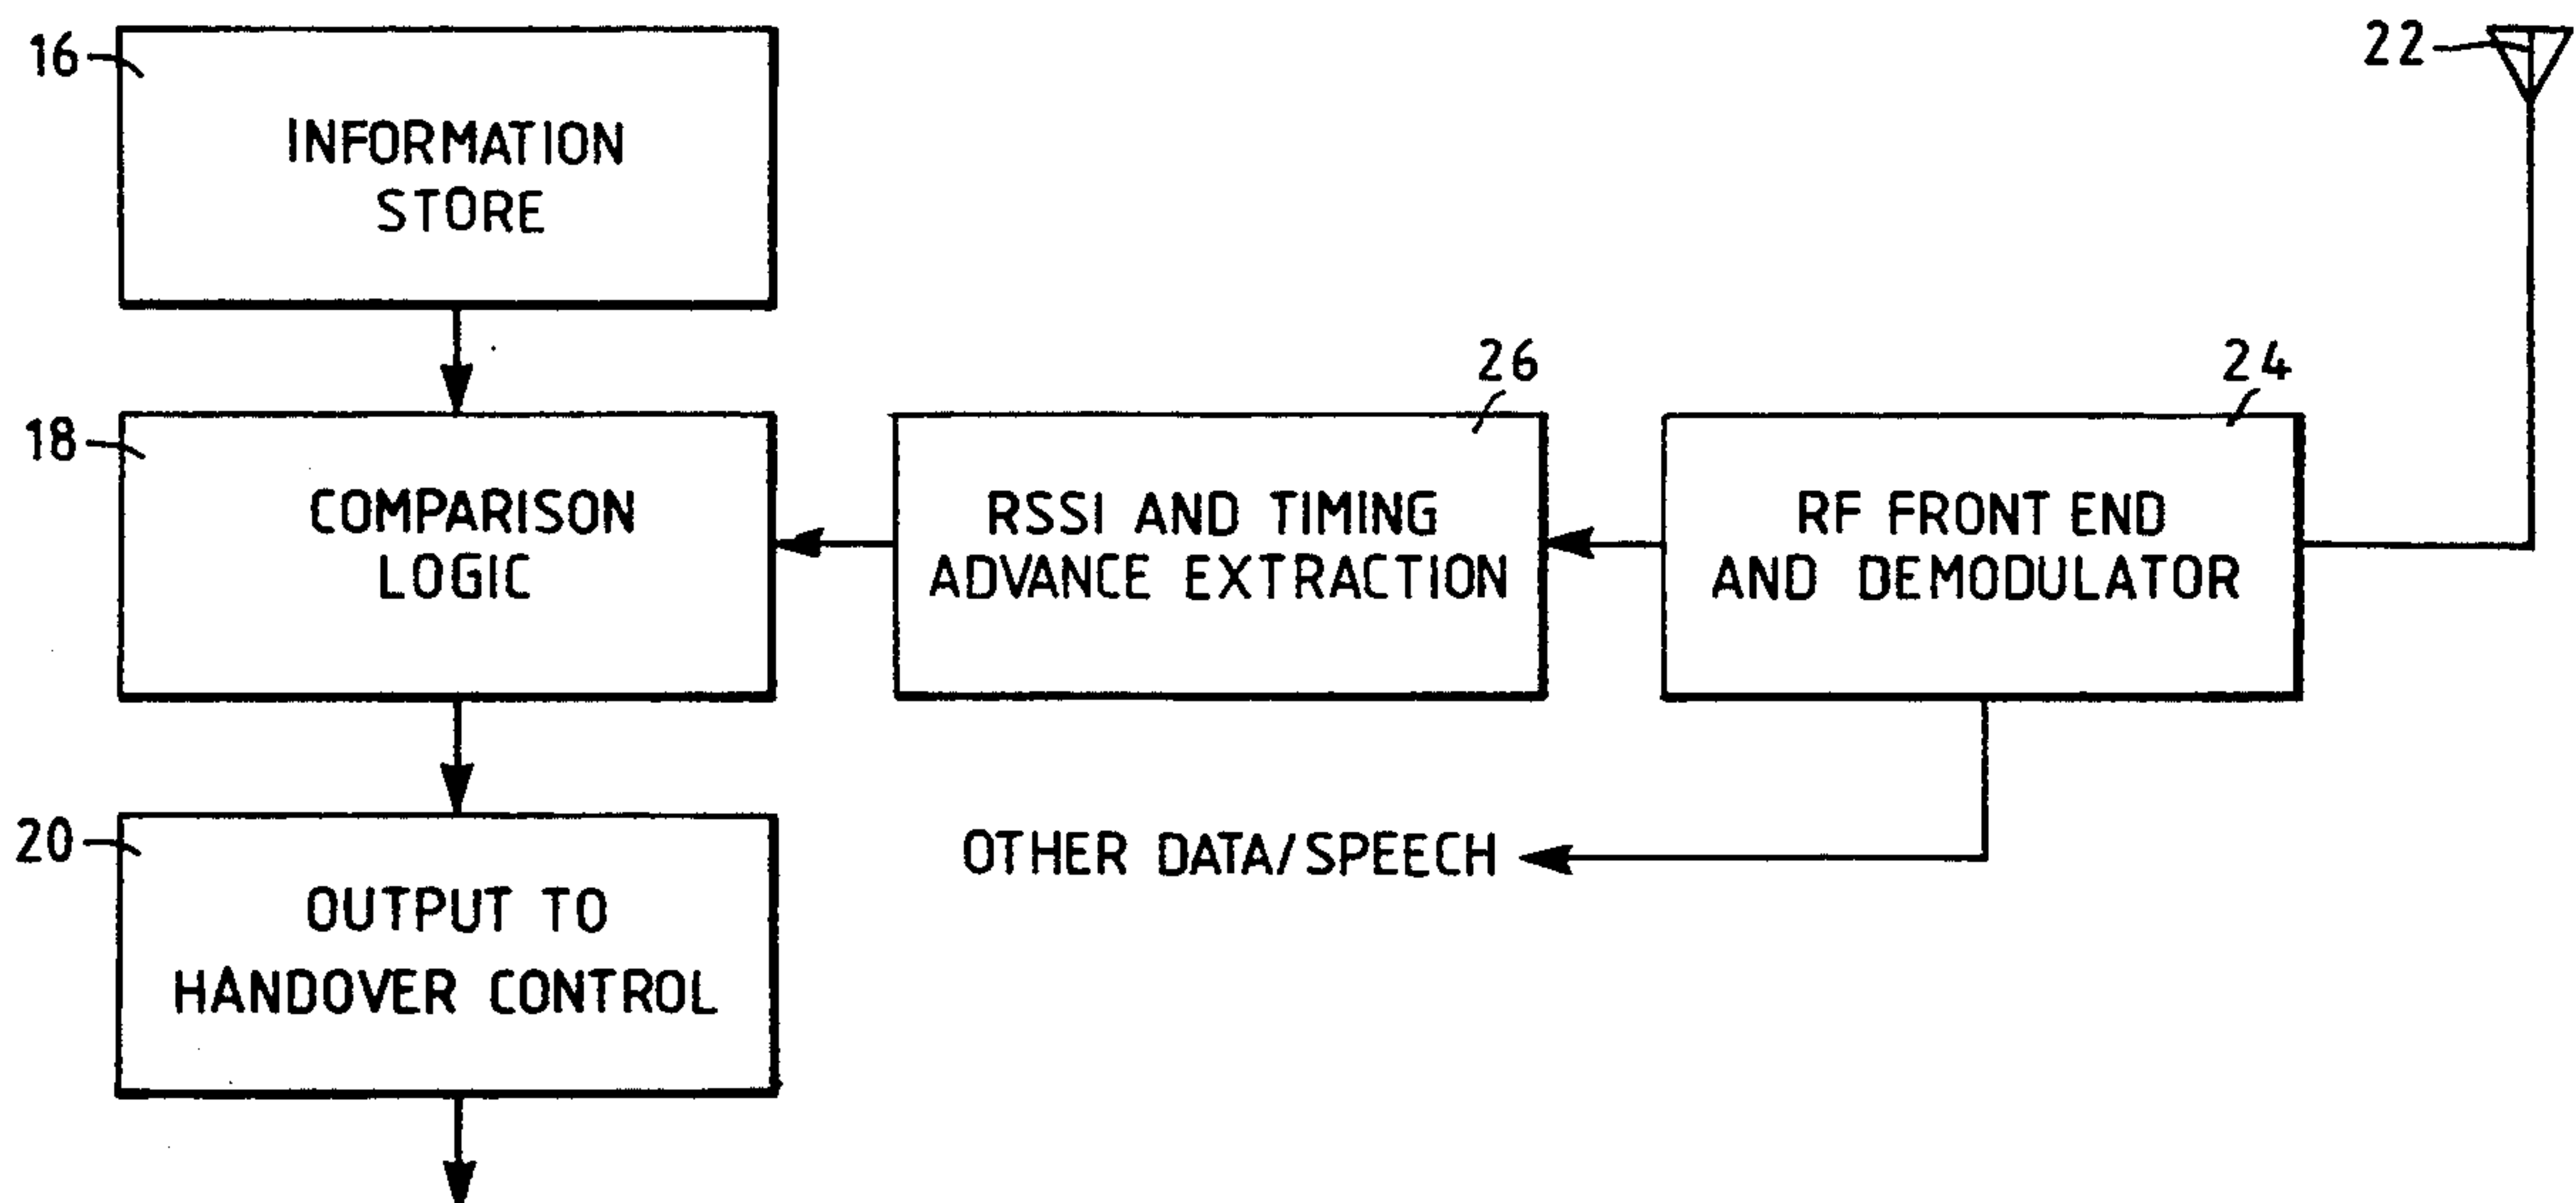 16
INFORMATION
STORE
22
18
COMPARISON
LOGIC
26
RSSI AND TIMING
ADVANCE EXTRACTION
24
RF FRONT END
AND DEMODULATOR
20
OUTPUT TO
HANDOVER CONTROL
OTHER DATA/SPEECH